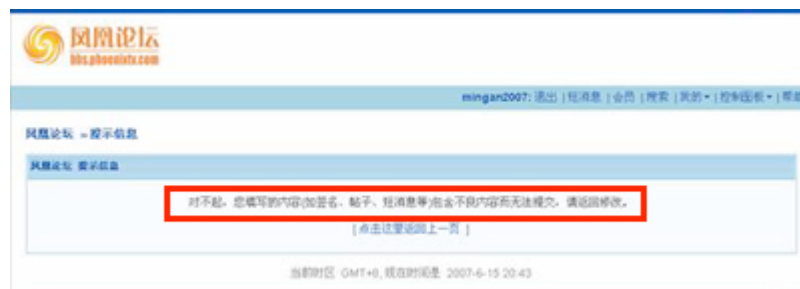 凤凰论坛
bbs.phoenixtv.com
mingan2007: 退出 | 短消息 | 会员 | 搜索 | 我的 | 控制面板 | 帮助
凤凰论坛 » 提示信息
凤凰论坛 提示信息
对不起，您填写的内容(如签名、帖子、短消息等)包含不良内容而无法提交，请返回修改。
[ 点击这里返回上一页 ]
当前时区 GMT+8, 现在时间是 2007-6-15 20:43